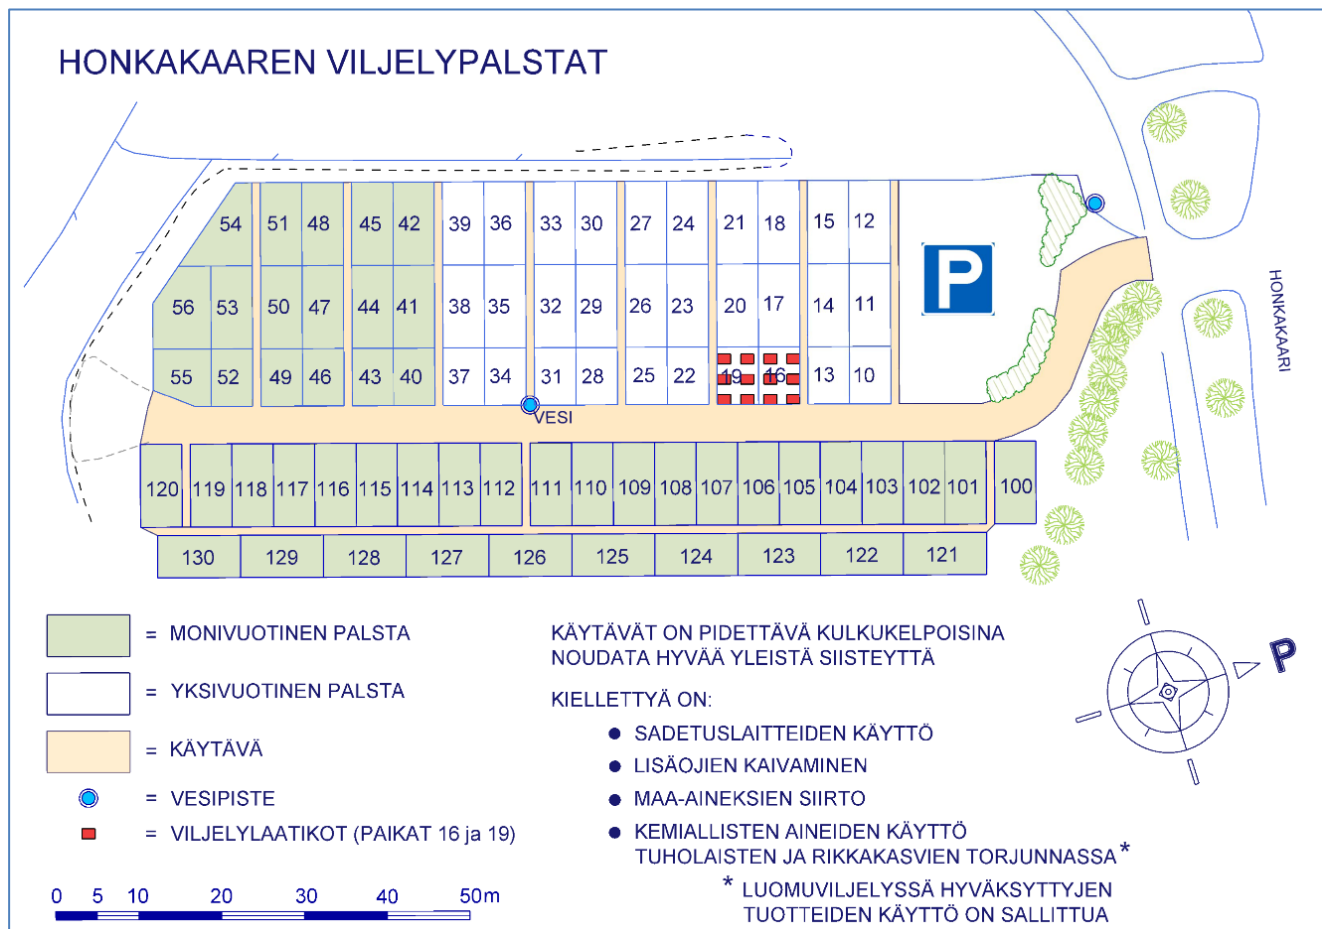 HONKAKAAREN VILJELYPALSTAT
54 51 48 45 42 39 36 33 30 27 24 21 18 15 12
56 53 50 47 44 41 38 35 32 29 26 23 20 17 14 11
55 52 49 46 43 40 37 34 31 28 25 22 19 16 13 10
P
HONKAKAARI
VESI
120 119 118 117 116 115 114 113 112 111 110 109 108 107 106 105 104 103 102 101 100
130 129 128 127 126 125 124 123 122 121
= MONIVUOTINEN PALSTA
= YKSIVUOTINEN PALSTA
= KÄYTÄVÄ
= VESIPISTE
= VILJELYLAATIKOT (PAIKAT 16 ja 19)
0 5 10 20 30 40 50m
KÄYTÄVÄT ON PIDETTÄVÄ KULKUKELPOISINA
NOUDATA HYVÄÄ YLEISTÄ SIISTEYTTÄ
KIELLETTYÄ ON:
● SADETUSLAITTEIDEN KÄYTTÖ
● LISÄOJIEN KAIVAMINEN
● MAA-AINEKSIEN SIIRTO
● KEMIALLISTEN AINEIDEN KÄYTTÖ
TUHOLAISTEN JA RIKKAKASVIEN TORJUNNASSA *
* LUOMUVILJELYSSÄ HYVÄKSYTTYJEN
TUOTTEIDEN KÄYTTÖ ON SALLITTUA
P